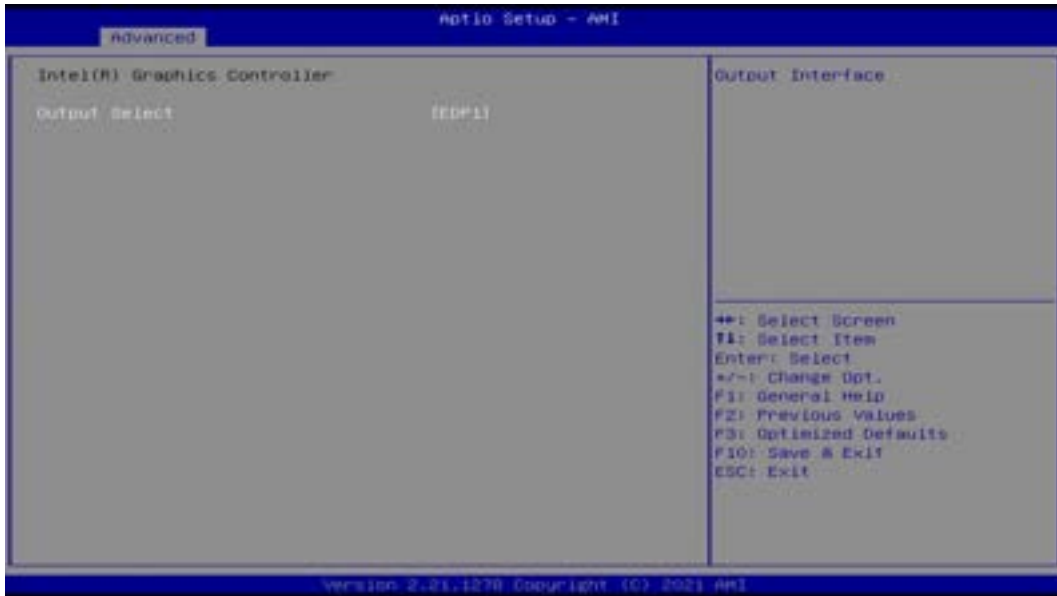 Aptio Setup - AMI
Advanced
Intel(R) Graphics Controller
Output Select [EDP1]
Output Interface
→←: Select Screen
↑↓: Select Item
Enter: Select
+/-: Change Opt.
F1: General Help
F2: Previous Values
F3: Optimized Defaults
F10: Save & Exit
ESC: Exit
Version 2.21.1278 Copyright (C) 2021 AMI